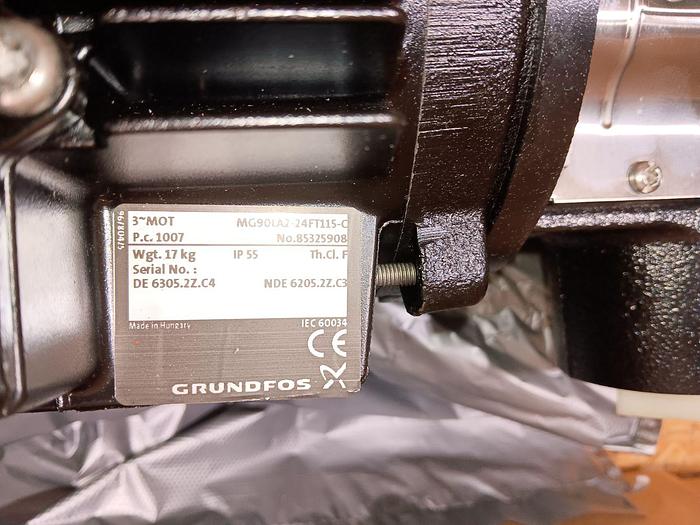 3~MOT MG90LA2-24FT115-C
P.c. 1007 No.85325908
Wgt. 17 kg IP 55 Th.Cl. F
Serial No. :
DE 6305.2Z.C4 NDE 6205.2Z.C3
Made in Hungary IEC 60034
CE
GRUNDFOS